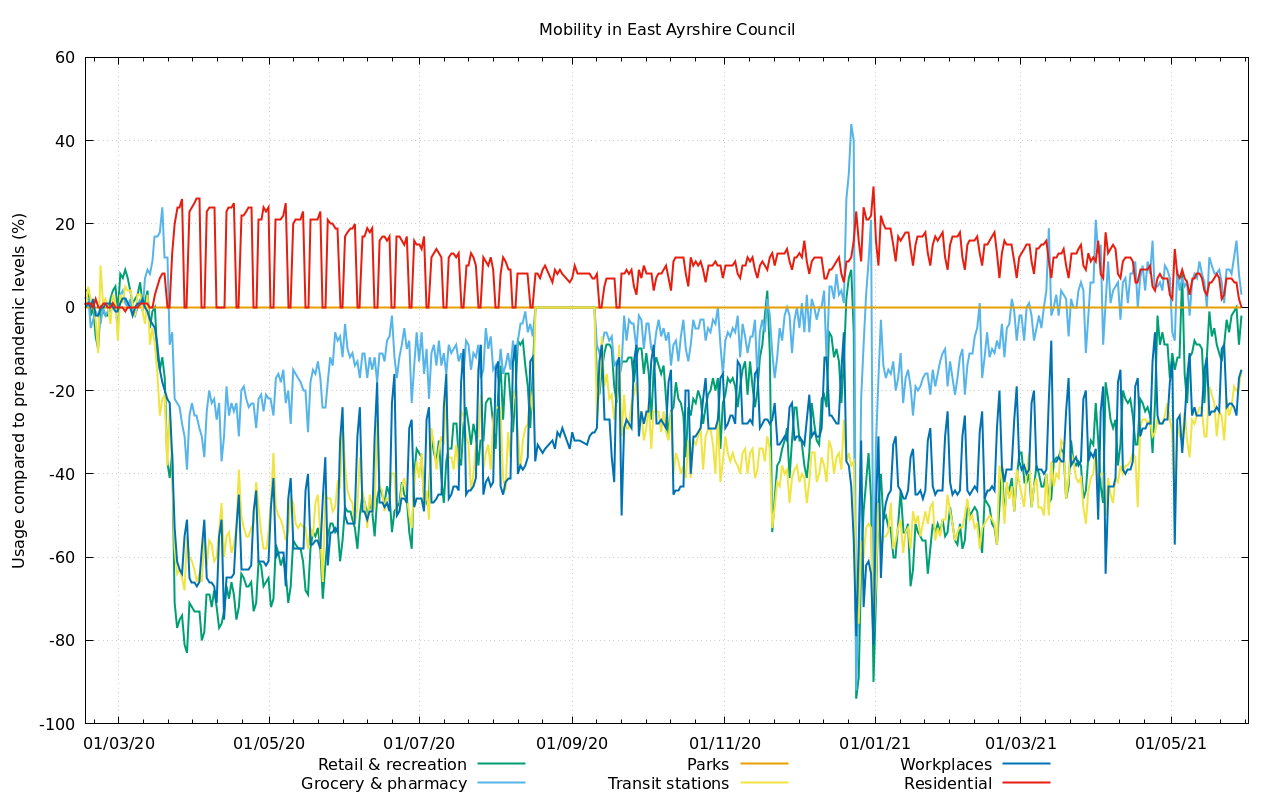 Mobility in East Ayrshire Council
Usage compared to pre pandemic levels (%)
60
40
20
0
-20
-40
-60
-80
-100
01/03/20 01/05/20 01/07/20 01/09/20 01/11/20 01/01/21 01/03/21 01/05/21
Retail & recreation Parks Workplaces
Grocery & pharmacy Transit stations Residential